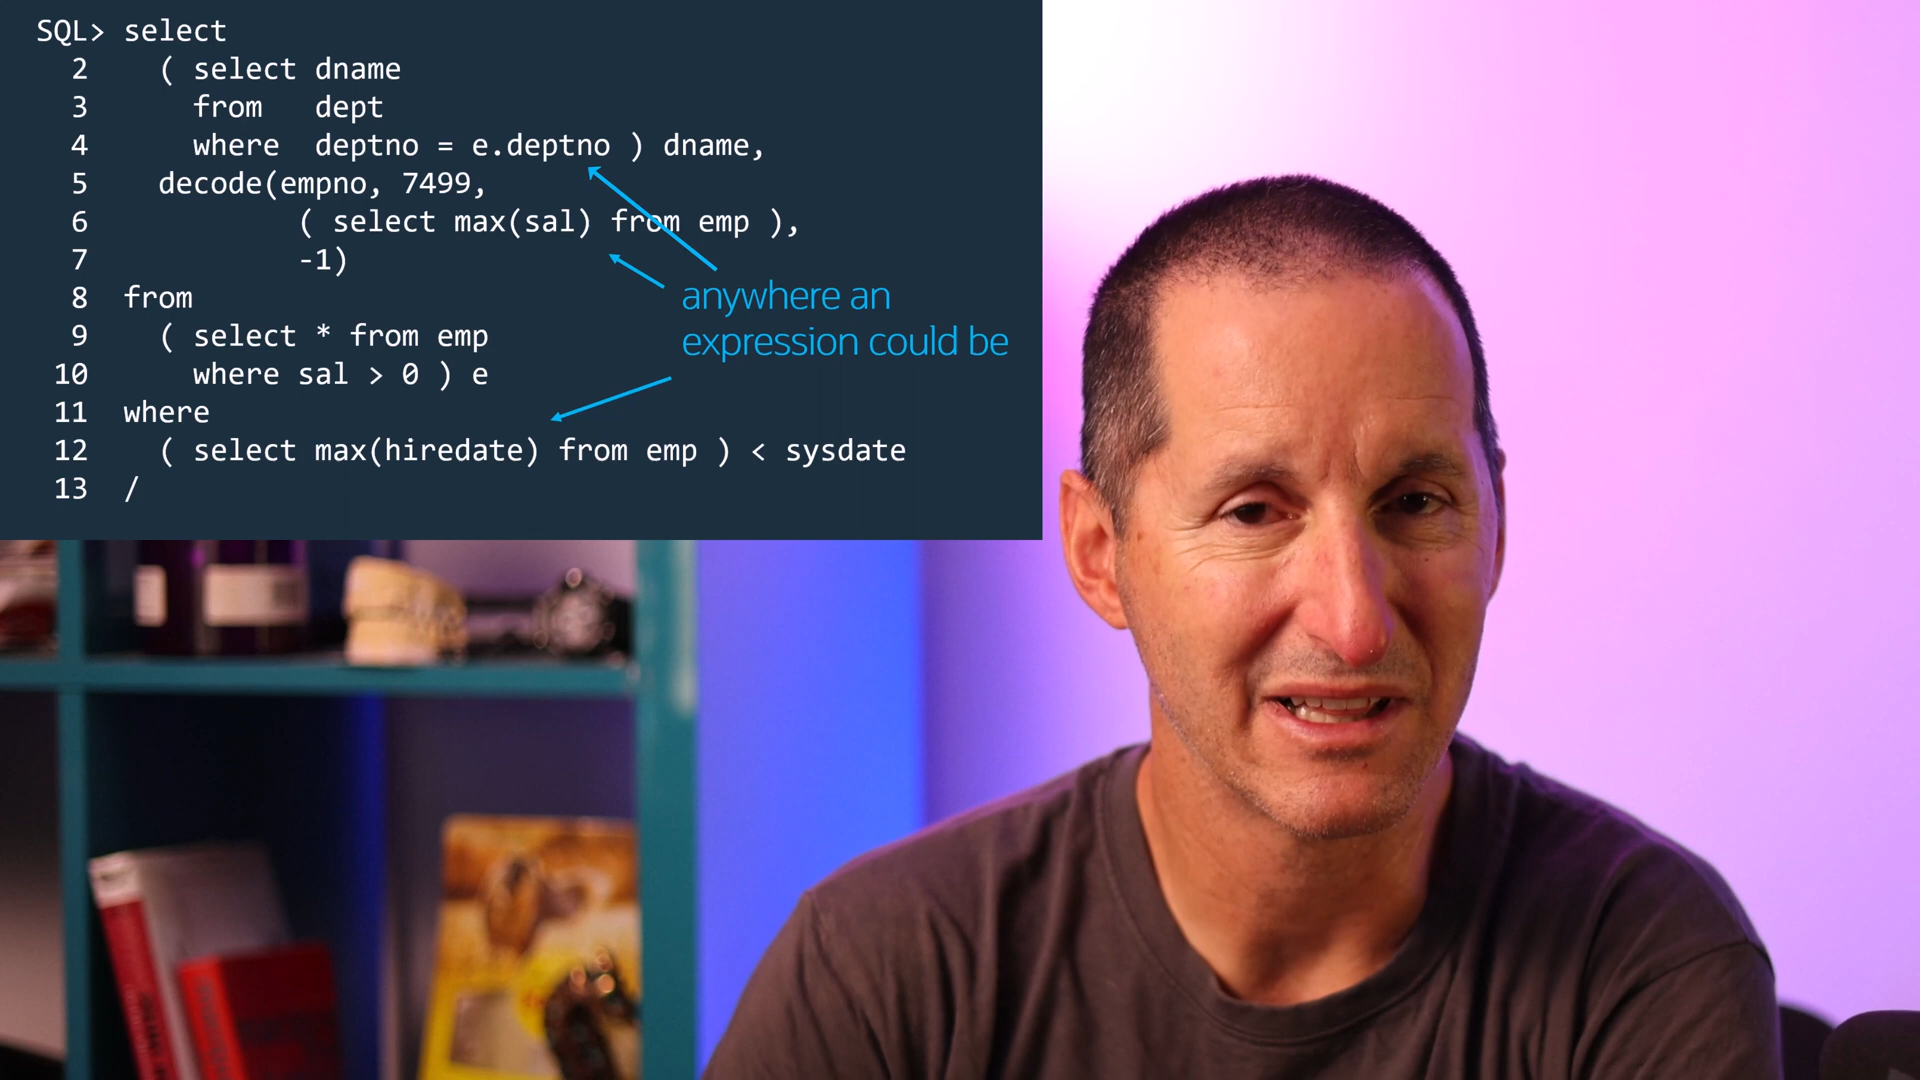 SQL> select
2 ( select dname
3 from dept
4 where deptno = e.deptno ) dname,
5 decode(empno, 7499,
6 ( select max(sal) from emp ),
7 -1)
8 from
9 ( select * from emp
10 where sal > 0 ) e
11 where
12 ( select max(hiredate) from emp ) < sysdate
13 /
anywhere an
expression could be